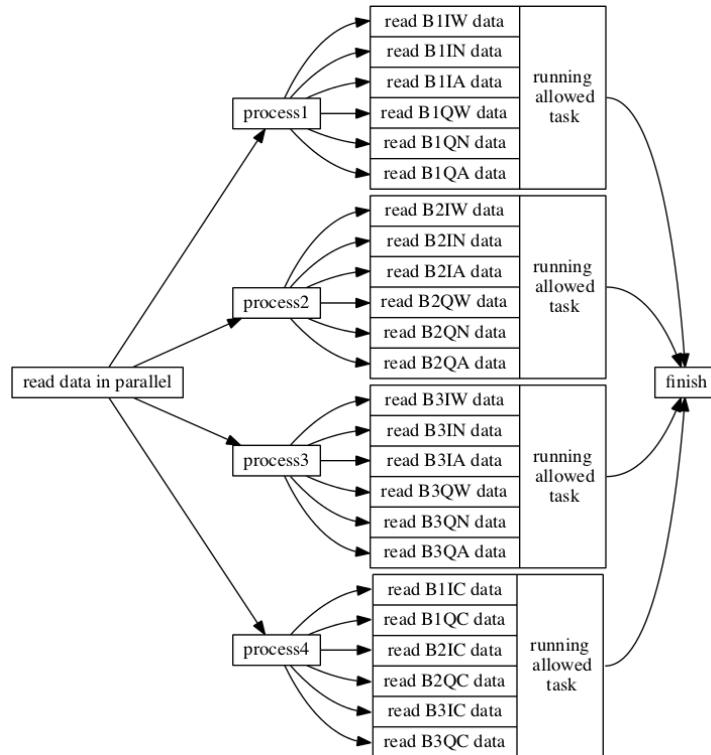 read data in parallel
process1
read B1IW data
read B1IN data
read B1IA data
read B1QW data
read B1QN data
read B1QA data
running
allowed
task
process2
read B2IW data
read B2IN data
read B2IA data
read B2QW data
read B2QN data
read B2QA data
running
allowed
task
process3
read B3IW data
read B3IN data
read B3IA data
read B3QW data
read B3QN data
read B3QA data
running
allowed
task
process4
read B1IC data
read B1QC data
read B2IC data
read B2QC data
read B3IC data
read B3QC data
running
allowed
task
finish